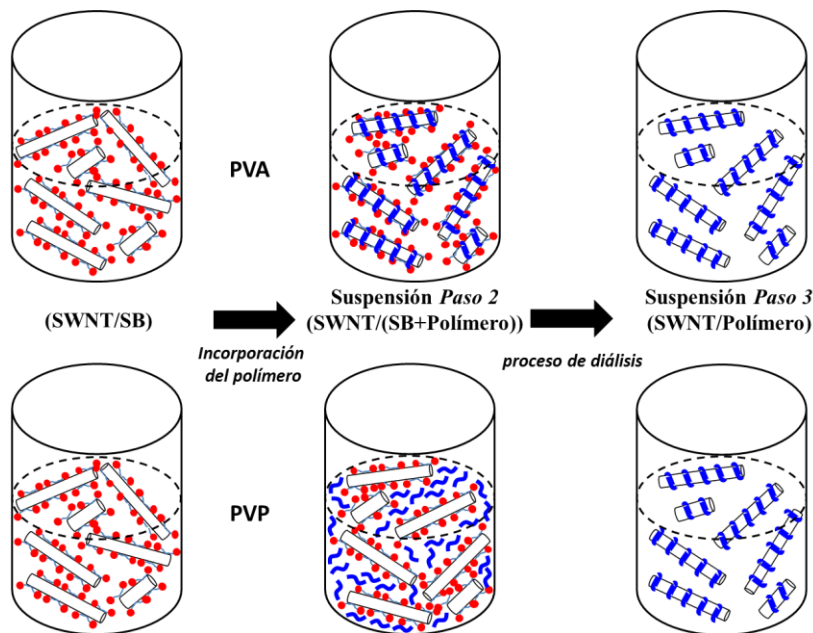 PVA
(SWNT/SB)
Suspensión Paso 2
(SWNT/(SB+Polímero))
Suspensión Paso 3
(SWNT/Polímero)
Incorporación
del polímero
proceso de diálisis
PVP